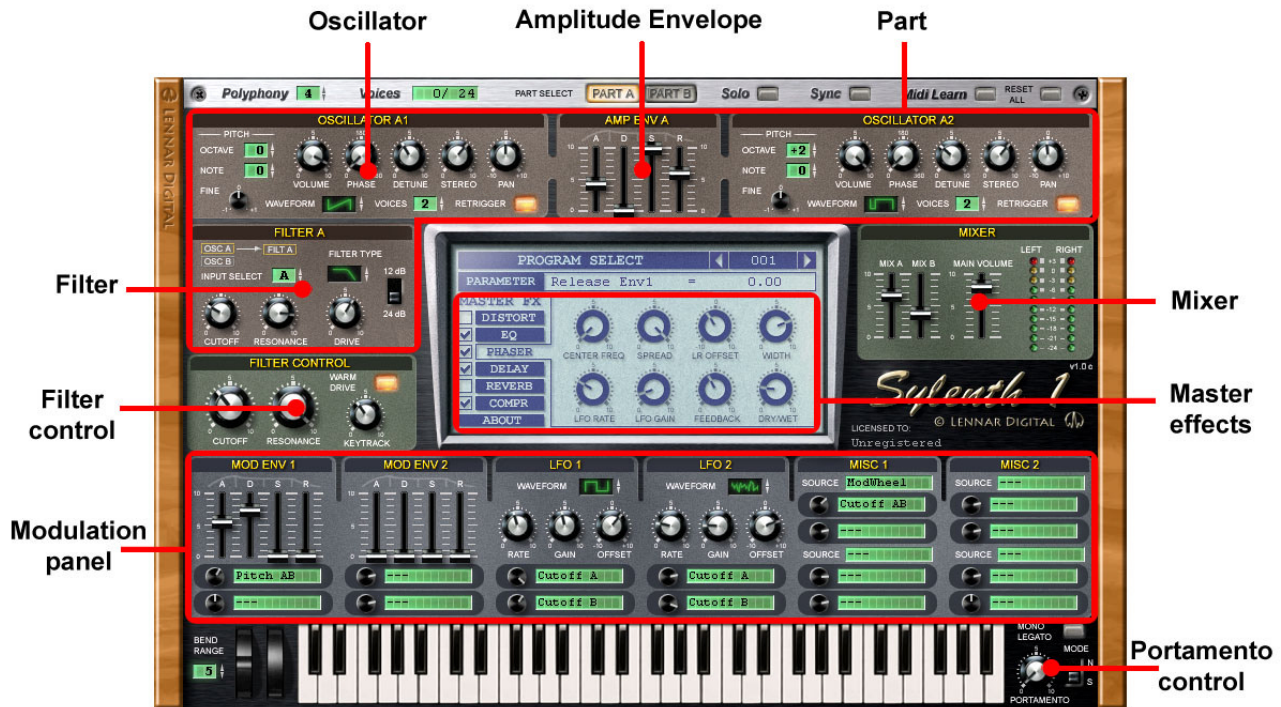 Oscillator
Amplitude Envelope
Part
Polyphony 4
Voices 0/ 24
PART SELECT PART A PART B
Solo
Sync
Midi Learn
RESET ALL
LENNAR DIGITAL
OSCILLATOR A1
PITCH
OCTAVE 0
NOTE 0
FINE
VOLUME PHASE DETUNE STEREO PAN
WAVEFORM VOICES 2 RETRIGGER
AMP ENV A
A D S R
OSCILLATOR A2
PITCH
OCTAVE +2
NOTE 0
FINE
VOLUME PHASE DETUNE STEREO PAN
WAVEFORM VOICES 2 RETRIGGER
Filter
FILTER A
OSC A FILT A
OSC B
INPUT SELECT A
FILTER TYPE
12 dB
24 dB
CUTOFF RESONANCE DRIVE
PROGRAM SELECT 001
PARAMETER Release Env1 = 0.00
MASTER FX
DISTORT
EQ
PHASER
DELAY
REVERB
COMPR
ABOUT
CENTER FREQ SPREAD LR OFFSET WIDTH
LFO RATE LFO GAIN FEEDBACK DRY/WET
MIXER
MIX A MIX B MAIN VOLUME
LEFT RIGHT
+3
0
-3
-6
-12
-15
-18
-21
-24
Mixer
v1.0c
Sylenth 1
© LENNAR DIGITAL
LICENSED TO:
Unregistered
Master effects
Filter control
FILTER CONTROL
WARM DRIVE
CUTOFF RESONANCE KEYTRACK
Modulation panel
MOD ENV 1
A D S R
Pitch AB
---
MOD ENV 2
A D S R
---
---
LFO 1
WAVEFORM
RATE GAIN OFFSET
Cutoff A
Cutoff B
LFO 2
WAVEFORM
RATE GAIN OFFSET
Cutoff A
Cutoff B
MISC 1
SOURCE ModWheel
Cutoff AB
---
SOURCE ---
---
---
MISC 2
SOURCE ---
---
---
SOURCE ---
---
---
BEND RANGE
5
MONO LEGATO
MODE
N
S
PORTAMENTO
Portamento control